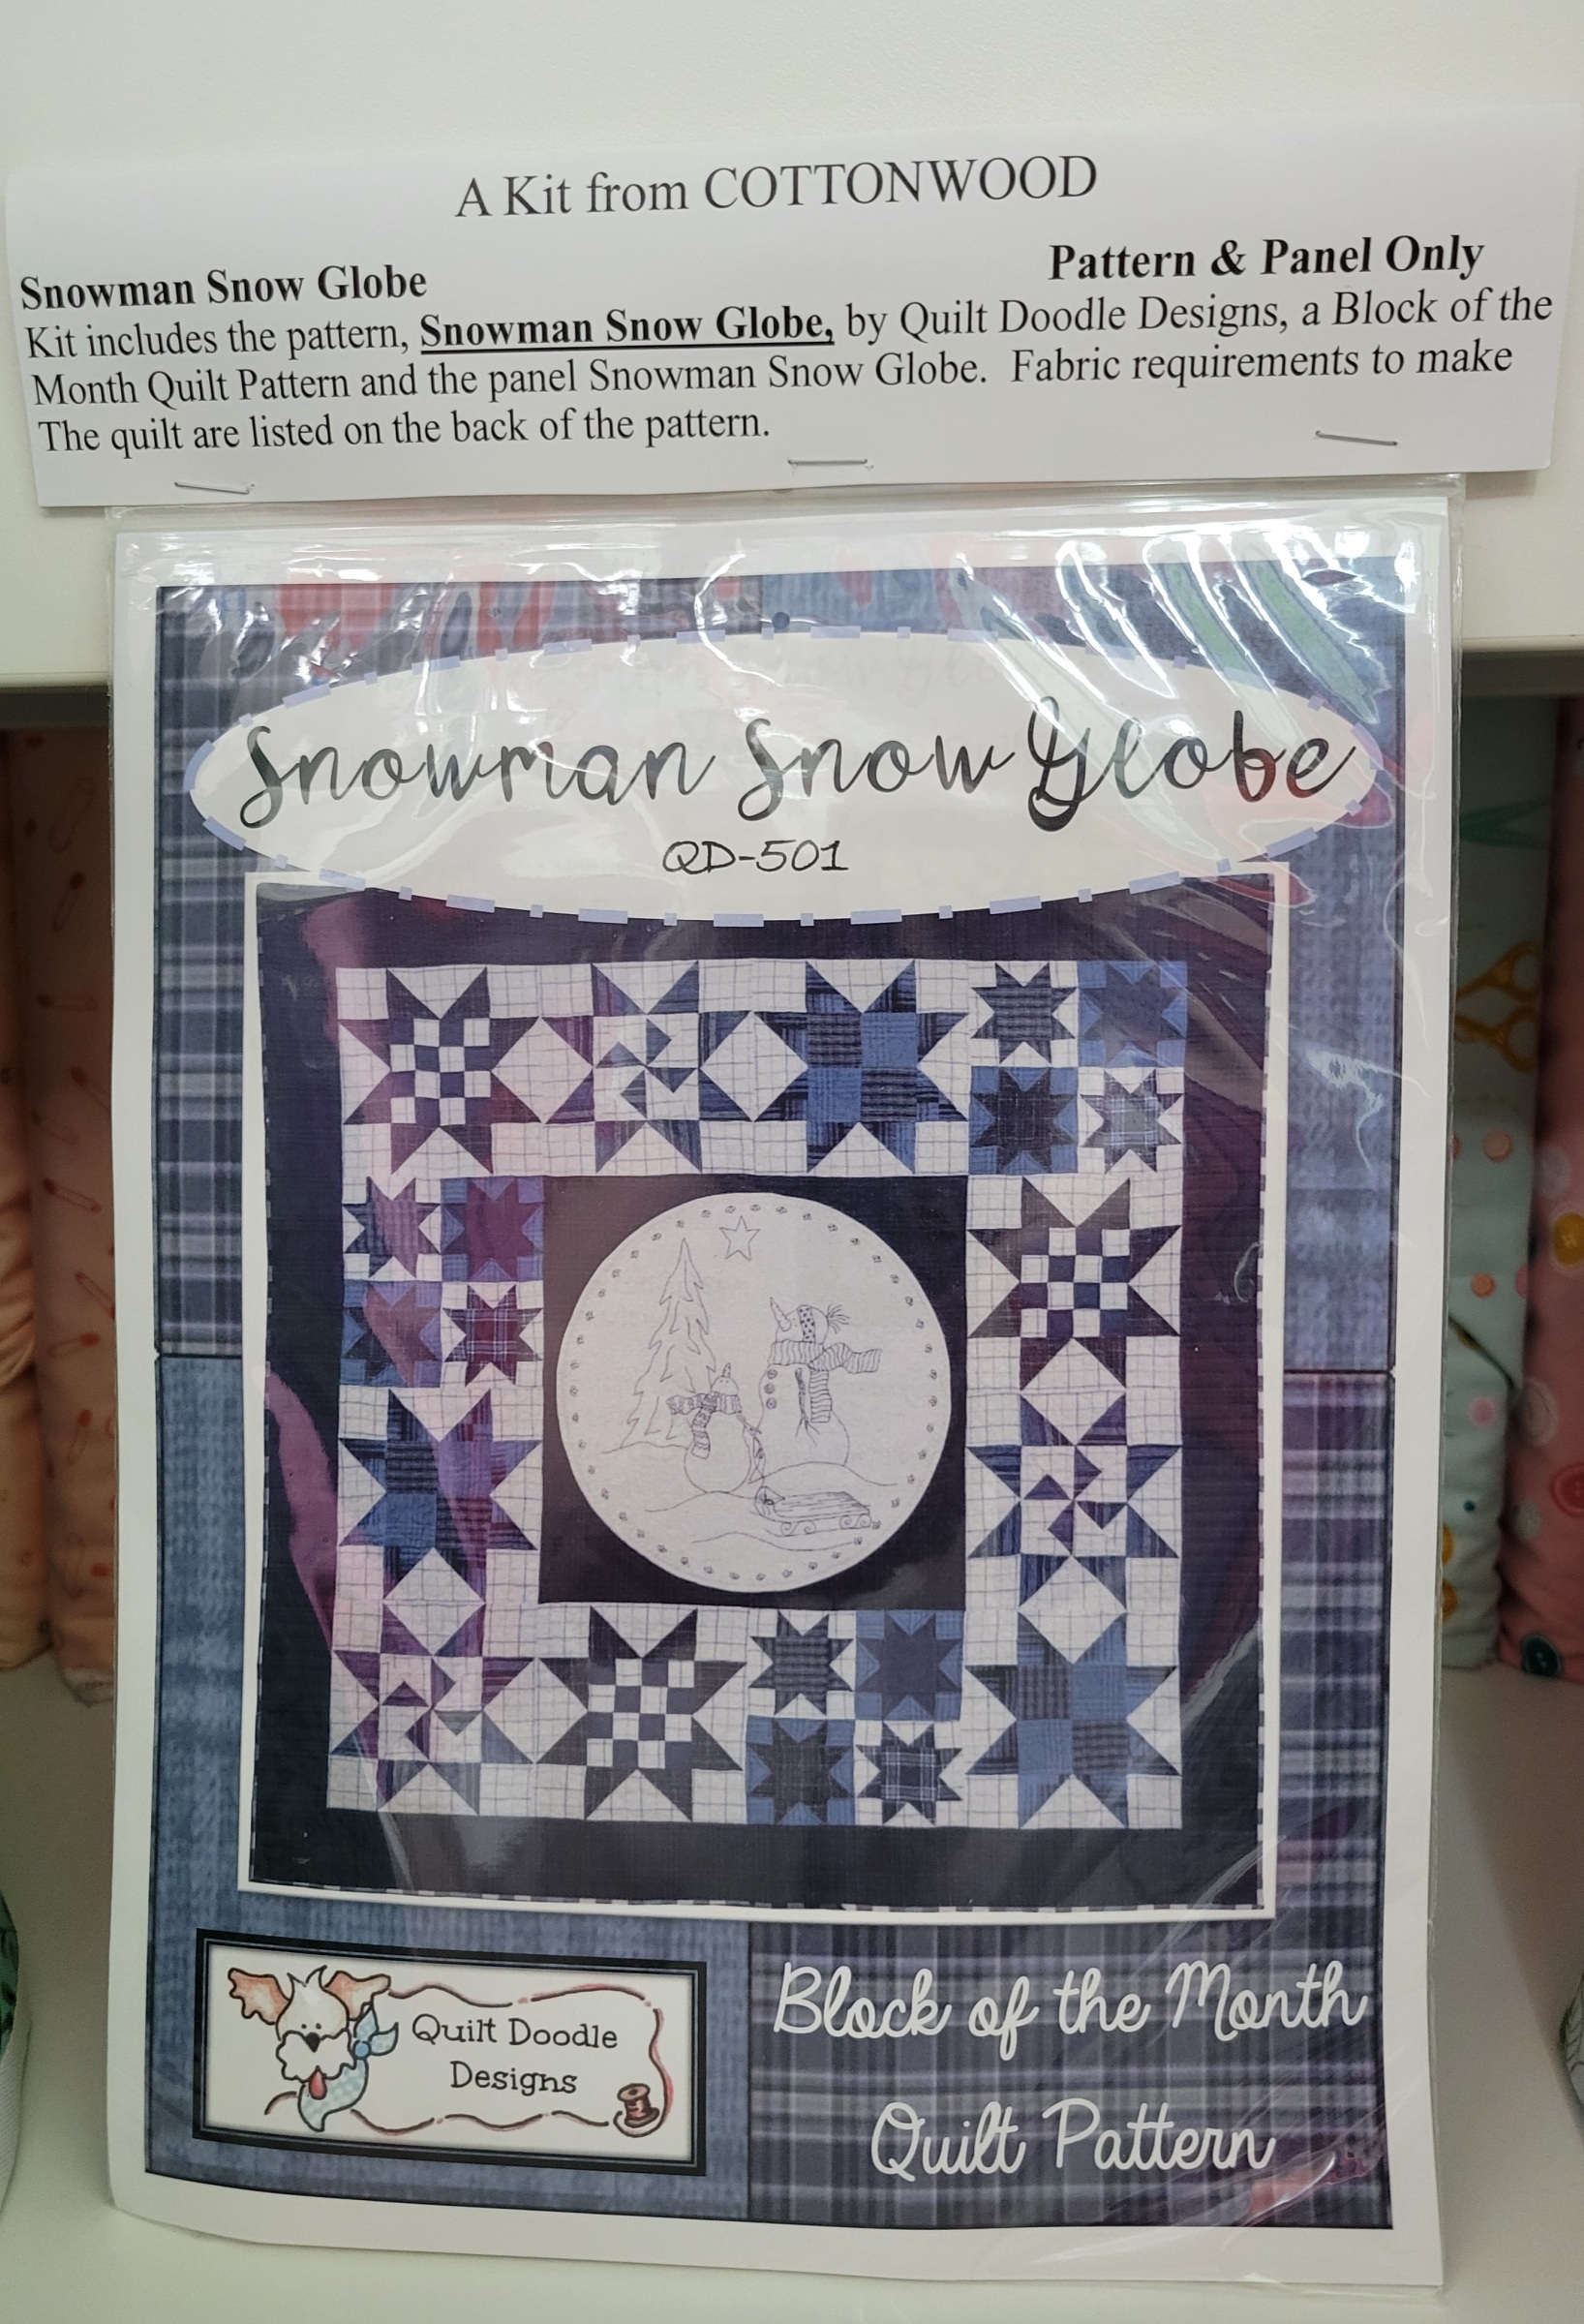 A Kit from COTTONWOOD
Snowman Snow Globe Pattern & Panel Only
Kit includes the pattern, Snowman Snow Globe, by Quilt Doodle Designs, a Block of the
Month Quilt Pattern and the panel Snowman Snow Globe. Fabric requirements to make
The quilt are listed on the back of the pattern.
Snowman Snow Globe
QD-501
Quilt Doodle
Designs
Block of the Month
Quilt Pattern